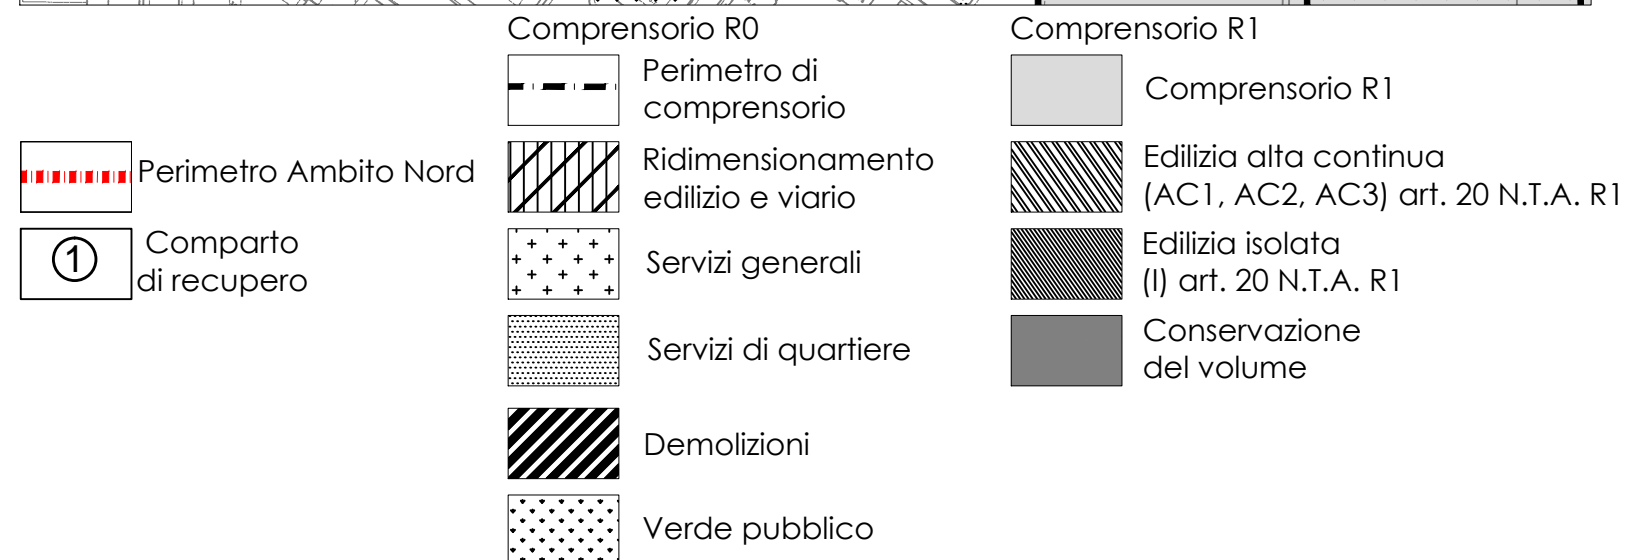 Perimetro Ambito Nord
1
Comparto
di recupero
Comprensorio R0
Perimetro di
comprensorio
Ridimensionamento
edilizio e viario
Servizi generali
Servizi di quartiere
Demolizioni
Verde pubblico
Comprensorio R1
Comprensorio R1
Edilizia alta continua
(AC1, AC2, AC3) art. 20 N.T.A. R1
Edilizia isolata
(I) art. 20 N.T.A. R1
Conservazione
del volume